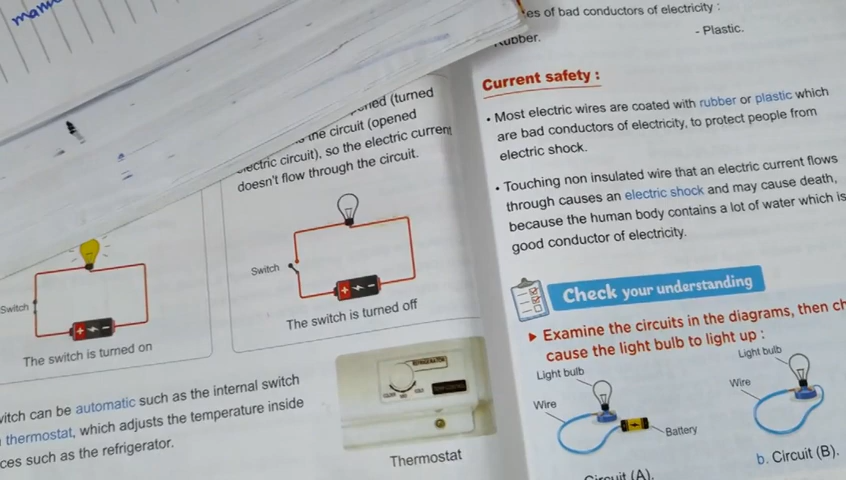 mann
ened (turned
the circuit (opened
electric circuit), so the electric current
doesn't flow through the circuit.
Switch
The switch is turned on
Switch
The switch is turned off
witch can be automatic such as the internal switch
thermostat, which adjusts the temperature inside
ces such as the refrigerator.
Thermostat
es of bad conductors of electricity :
Rubber.
- Plastic.
Current safety :
• Most electric wires are coated with rubber or plastic which
are bad conductors of electricity, to protect people from
electric shock.
• Touching non insulated wire that an electric current flows
through causes an electric shock and may cause death,
because the human body contains a lot of water which is
good conductor of electricity.
Check your understanding
Examine the circuits in the diagrams, then ch
cause the light bulb to light up :
Light bulb
Wire
Battery
Circuit (A).
Light bulb
Wire
b. Circuit (B).